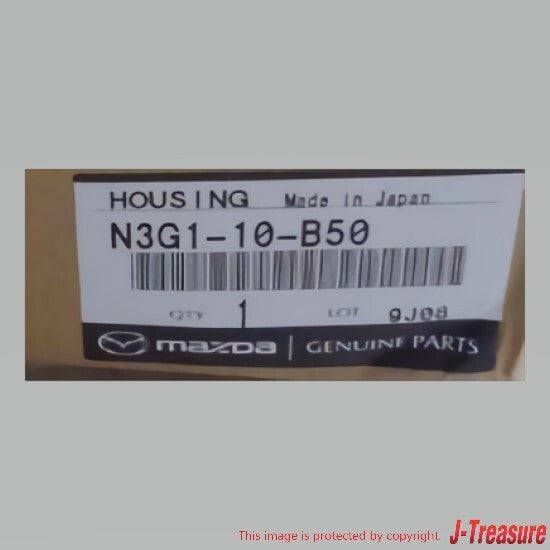 HOUSING Made in Japan
N3G1-10-B50
QTY 1 LOT 9J08
mazda | GENUINE PARTS
This image is protected by copyright. J-Treasure